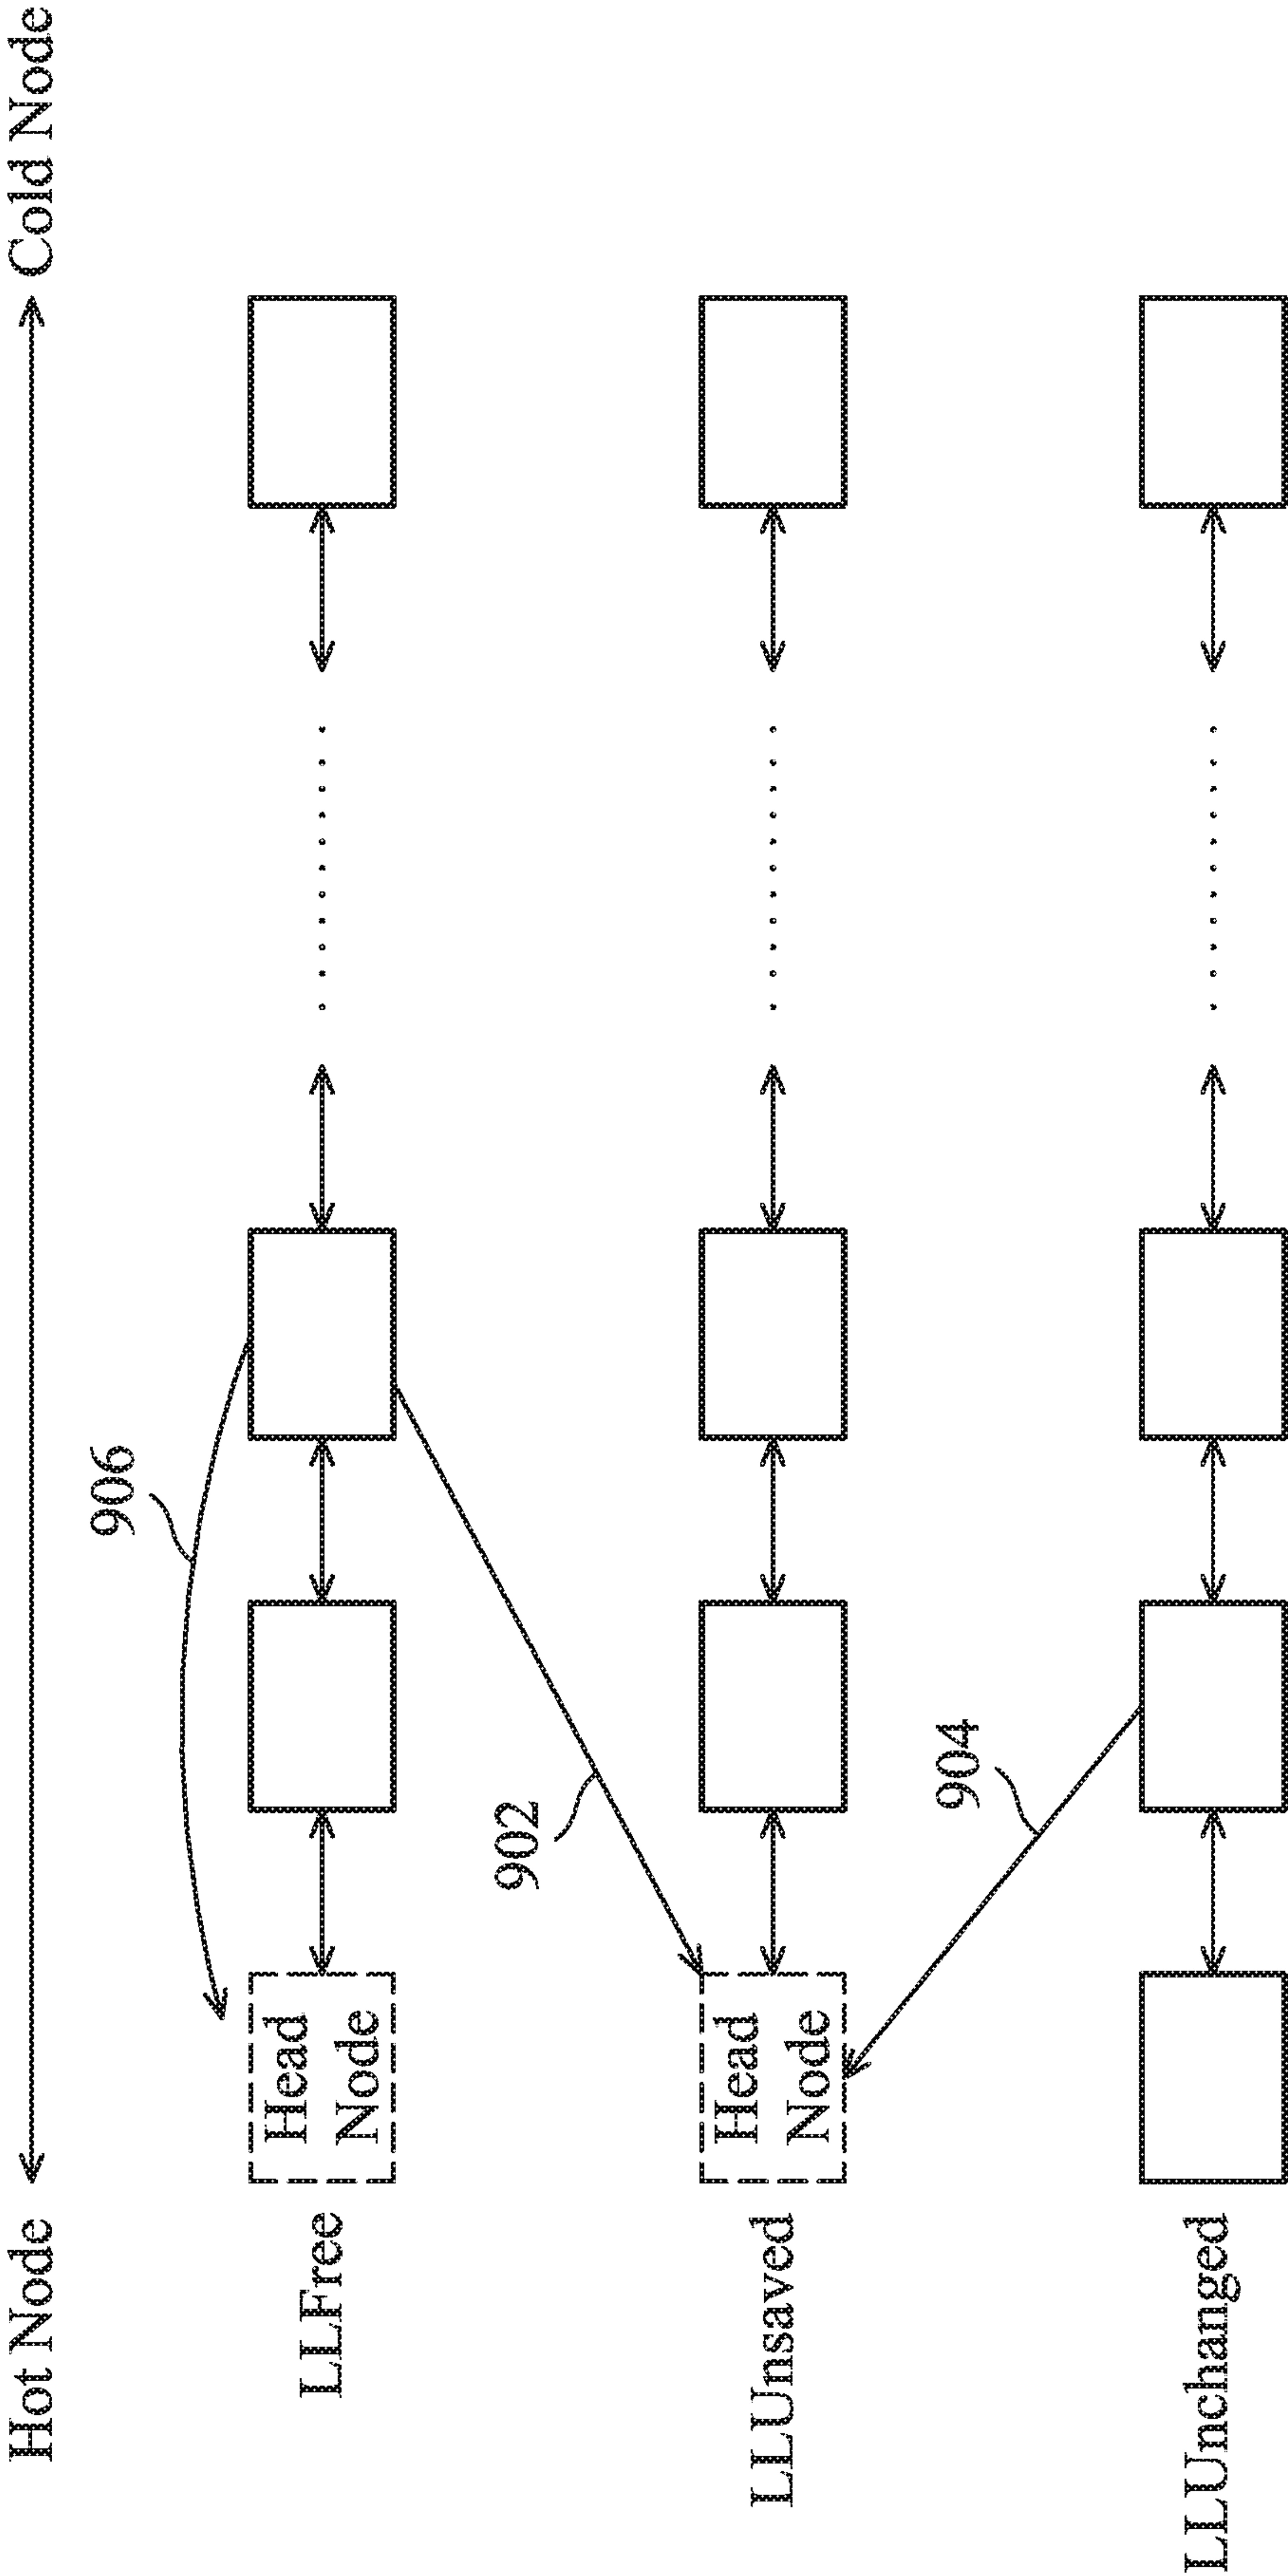 Hot Node
Cold Node
906
LLFree
Head
Node
902
LLUnsaved
Head
Node
904
LLUnchanged